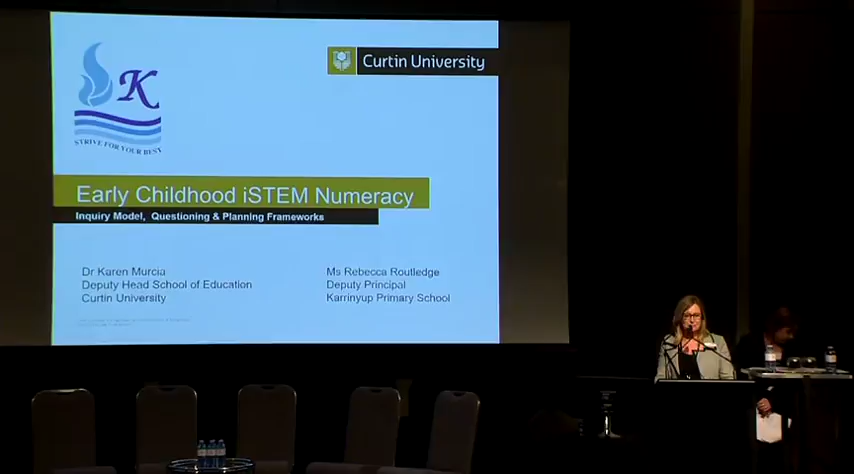 K
STRIVE FOR YOUR BEST
Curtin University
Early Childhood iSTEM Numeracy
Inquiry Model, Questioning & Planning Frameworks
Dr Karen Murcia
Deputy Head School of Education
Curtin University
Ms Rebecca Routledge
Deputy Principal
Karrinyup Primary School